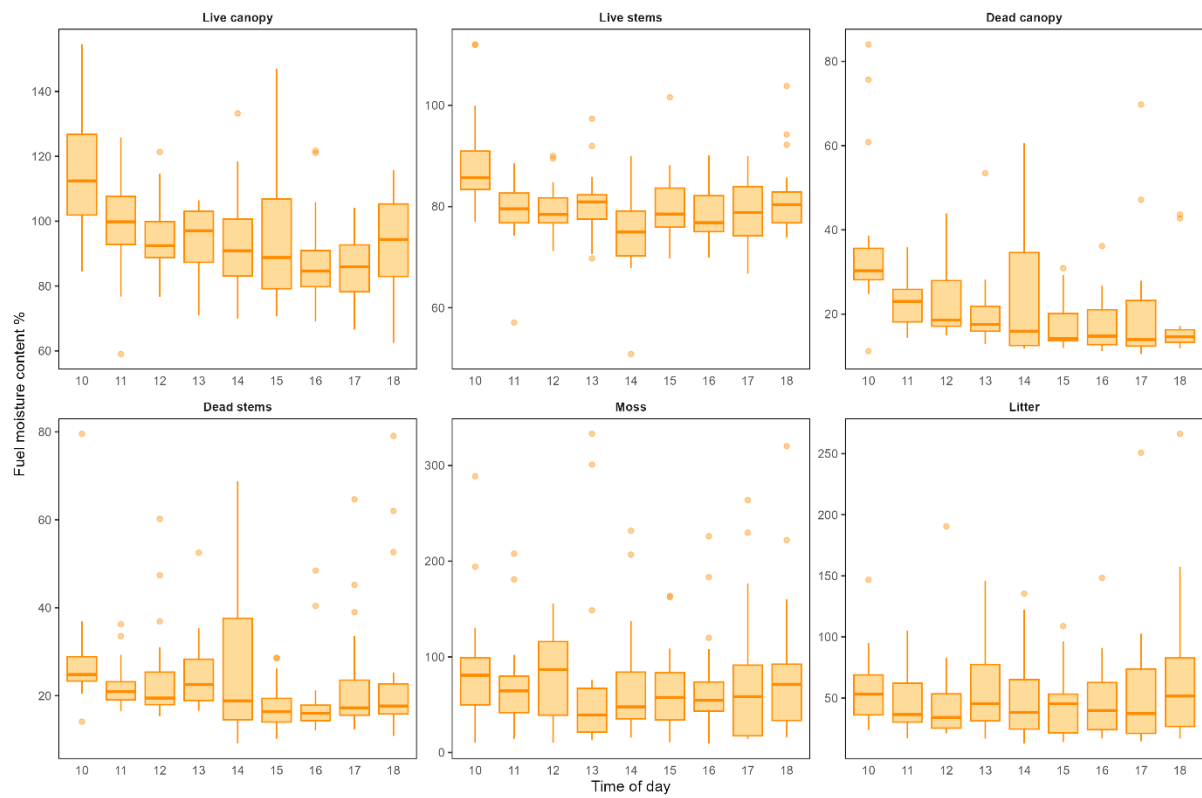 Live canopy
Live stems
Dead canopy
140
120
100
80
60
10 11 12 13 14 15 16 17 18
100
80
60
10 11 12 13 14 15 16 17 18
80
60
40
20
10 11 12 13 14 15 16 17 18
Fuel moisture content %
Dead stems
Moss
Litter
80
60
40
20
10 11 12 13 14 15 16 17 18
300
200
100
0
10 11 12 13 14 15 16 17 18
250
200
150
100
50
0
10 11 12 13 14 15 16 17 18
Time of day